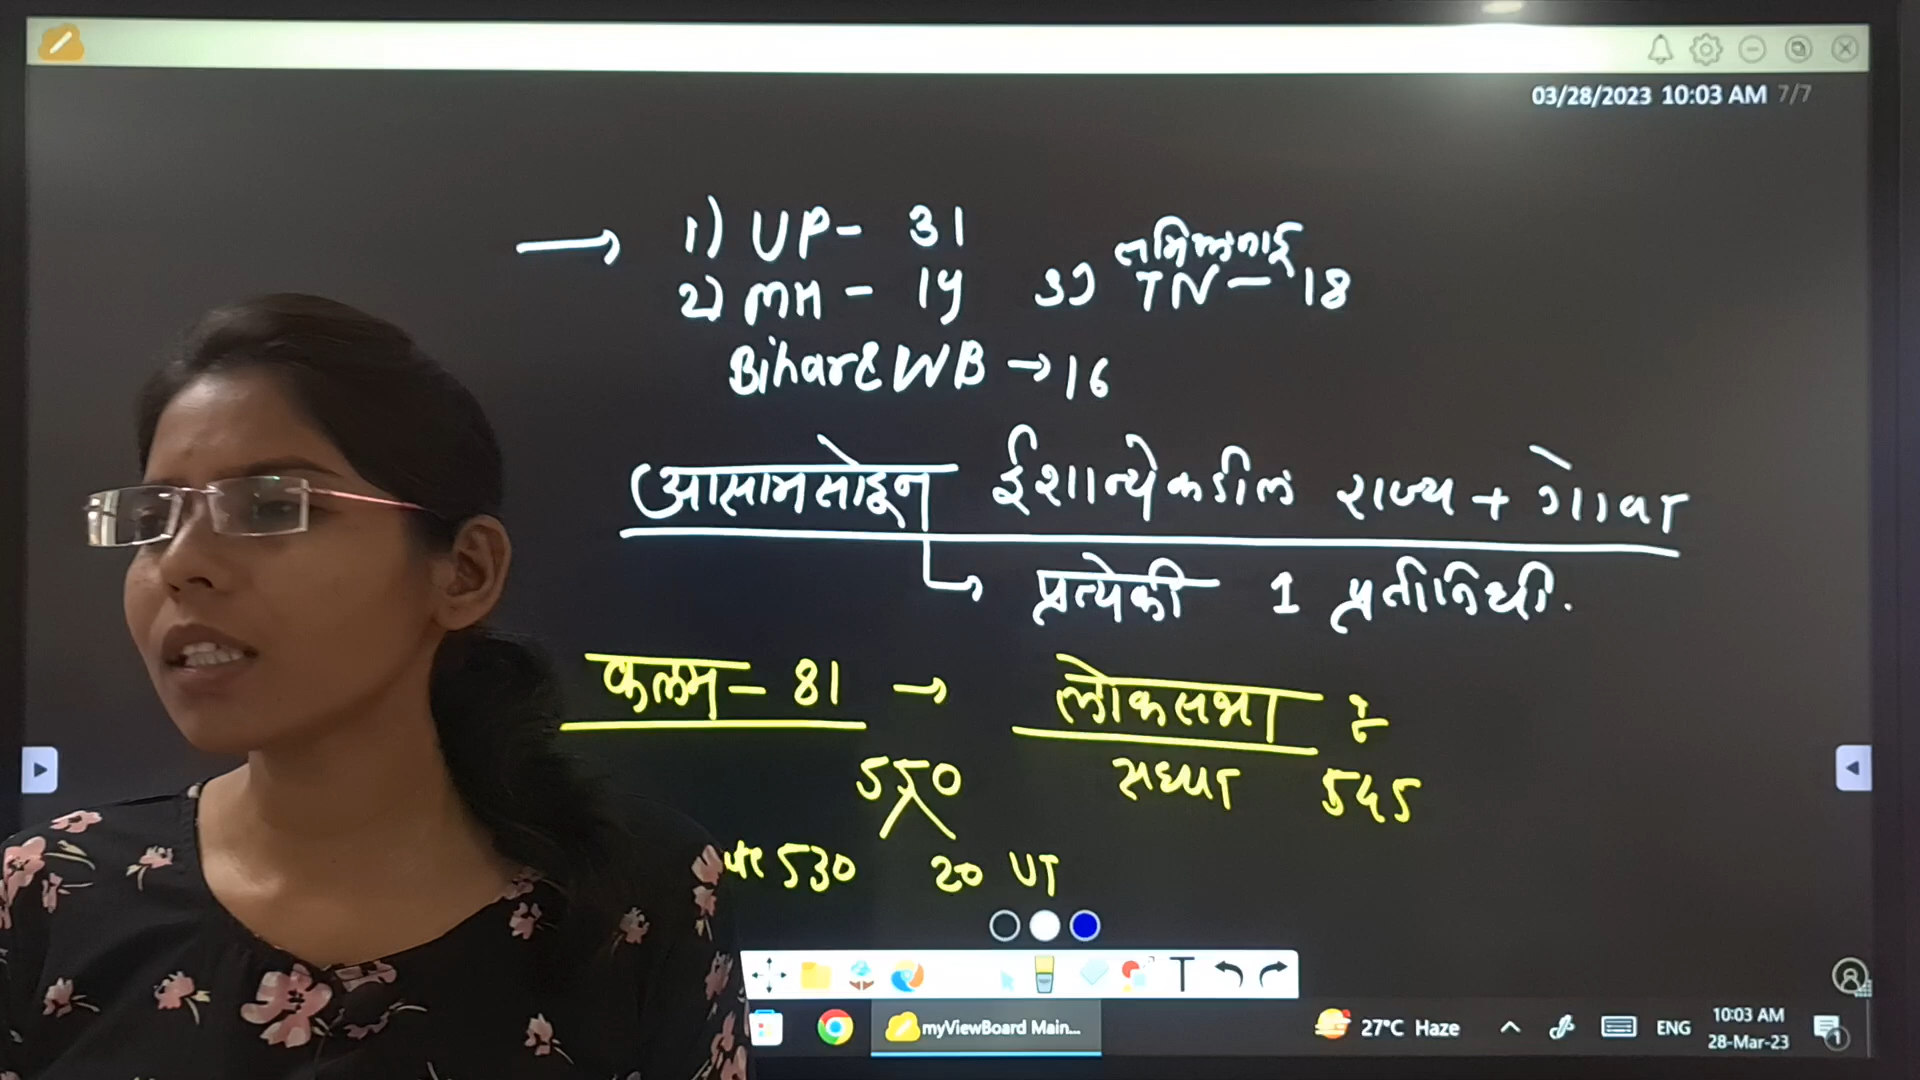 03/28/2023 10:03 AM 7/7
→ 1) UP - 31
तमिळनाडू
2) MH - 19 3) TN - 18
Bihar & WB → 16
आसाम सोडून ईशान्येकडील राज्य + गोवा
→ प्रत्येकी 1 प्रतीनिधी.
कलम - 81 → लोकसभा :-
550 सध्या 545
530 20 UT
T
myViewBoard Main... 27°C Haze ENG 10:03 AM
28-Mar-23 1